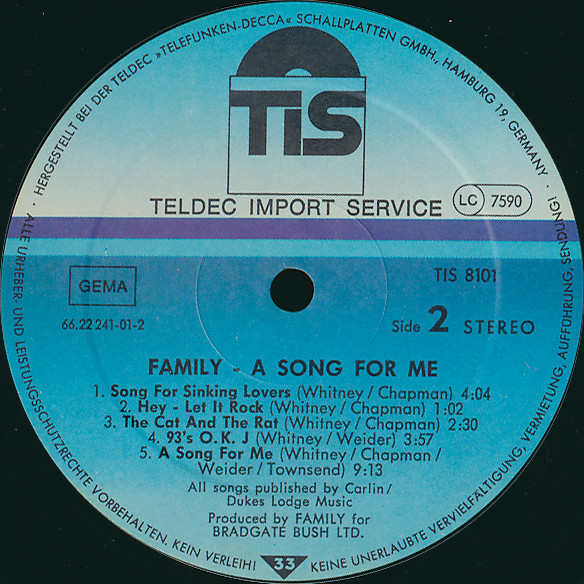 · HERGESTELLT BEI DER TELDEC »TELEFUNKEN-DECCA« SCHALLPLATTEN GMBH., HAMBURG 19, GERMANY ·
TiS
TELDEC IMPORT SERVICE
LC 7590
GEMA
TIS 8101
66.22 241-01-2
Side 2 STEREO
FAMILY - A SONG FOR ME
1. Song For Sinking Lovers (Whitney / Chapman) 4:04
2. Hey - Let It Rock (Whitney / Chapman) 1:02
3. The Cat And The Rat (Whitney / Chapman) 2:30
4. 93's O. K. J (Whitney / Weider) 3:57
5. A Song For Me (Whitney / Chapman /
Weider / Townsend) 9:13
All songs published by Carlin /
Dukes Lodge Music
Produced by FAMILY for
BRADGATE BUSH LTD.
33
ALLE URHEBER- UND LEISTUNGSSCHUTZRECHTE VORBEHALTEN. KEIN VERLEIH! KEINE UNERLAUBTE VERVIELFÄLTIGUNG, VERMIETUNG, AUFFÜHRUNG, SENDUNG!